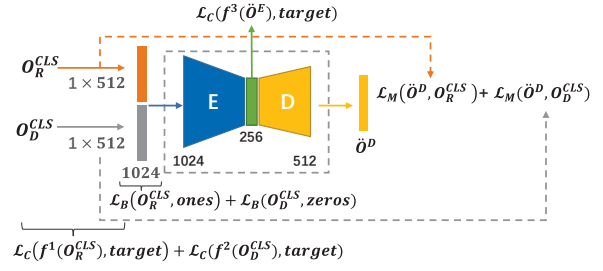 ℒ_C(f³(Ö^E), target)
O_R^CLS
1×512
O_D^CLS
1×512
1024
E
D
1024
256
512
Ö^D
ℒ_M(Ö^D, O_R^CLS) + ℒ_M(Ö^D, O_D^CLS)
ℒ_B(O_R^CLS, ones) + ℒ_B(O_D^CLS, zeros)
ℒ_C(f¹(O_R^CLS), target) + ℒ_C(f²(O_D^CLS), target)